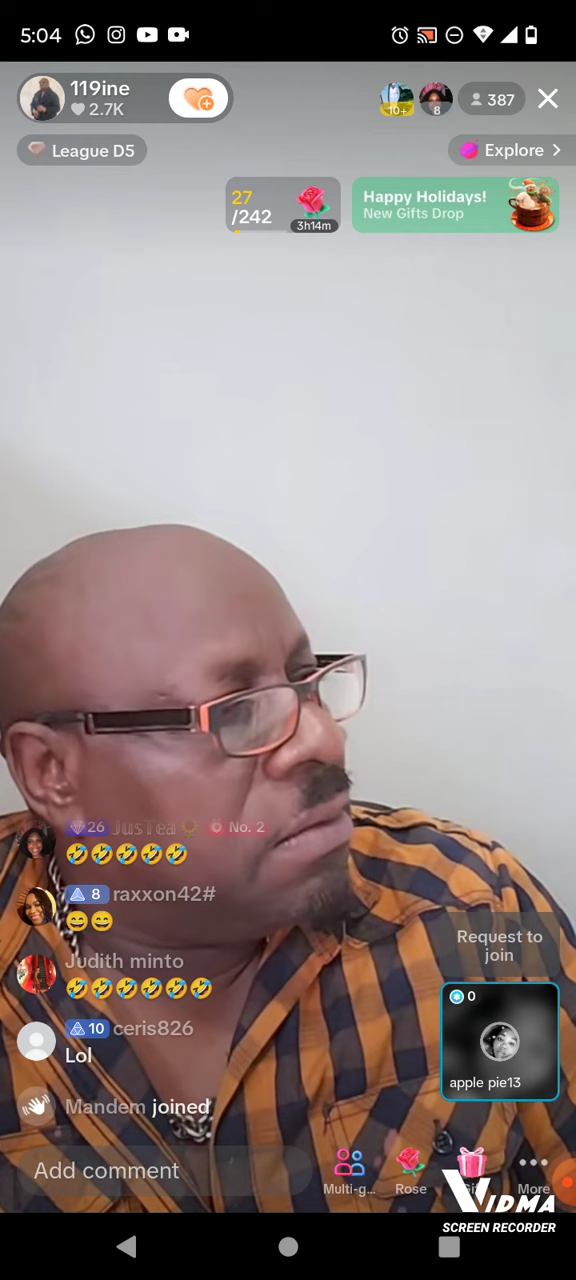 5:04
119ine
2.7K
10+
8
387
League D5
Explore
27
/242
3h14m
Happy Holidays!
New Gifts Drop
26 JusTea No. 2
8 raxxon42#
Judith minto
10 ceris826
Lol
Mandem joined
Request to
join
0
apple pie13
Add comment
Multi-g...
Rose
More
VIDMA
SCREEN RECORDER